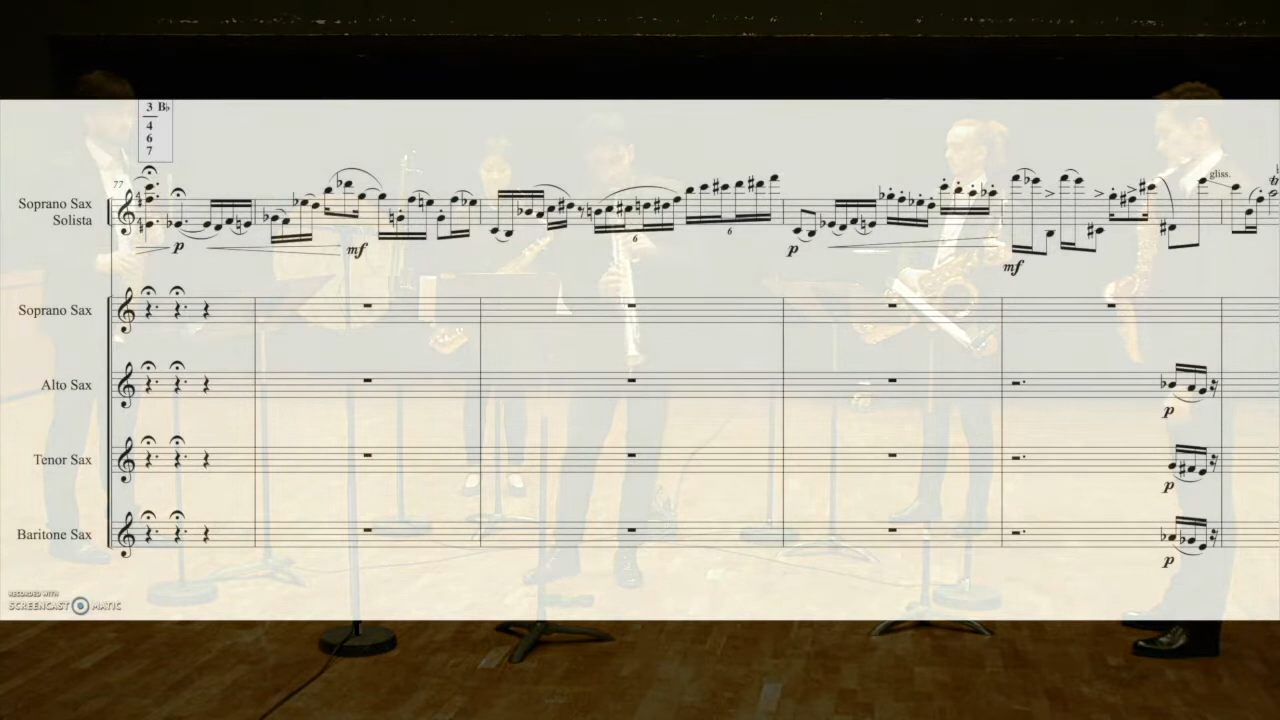 3 B♭
4
6
7
77
Soprano Sax
Solista
gliss.
tr
p
mf
6
6
p
mf
Soprano Sax
Alto Sax
p
Tenor Sax
p
Baritone Sax
p
RECORDED WITH
SCREENCAST MATIC